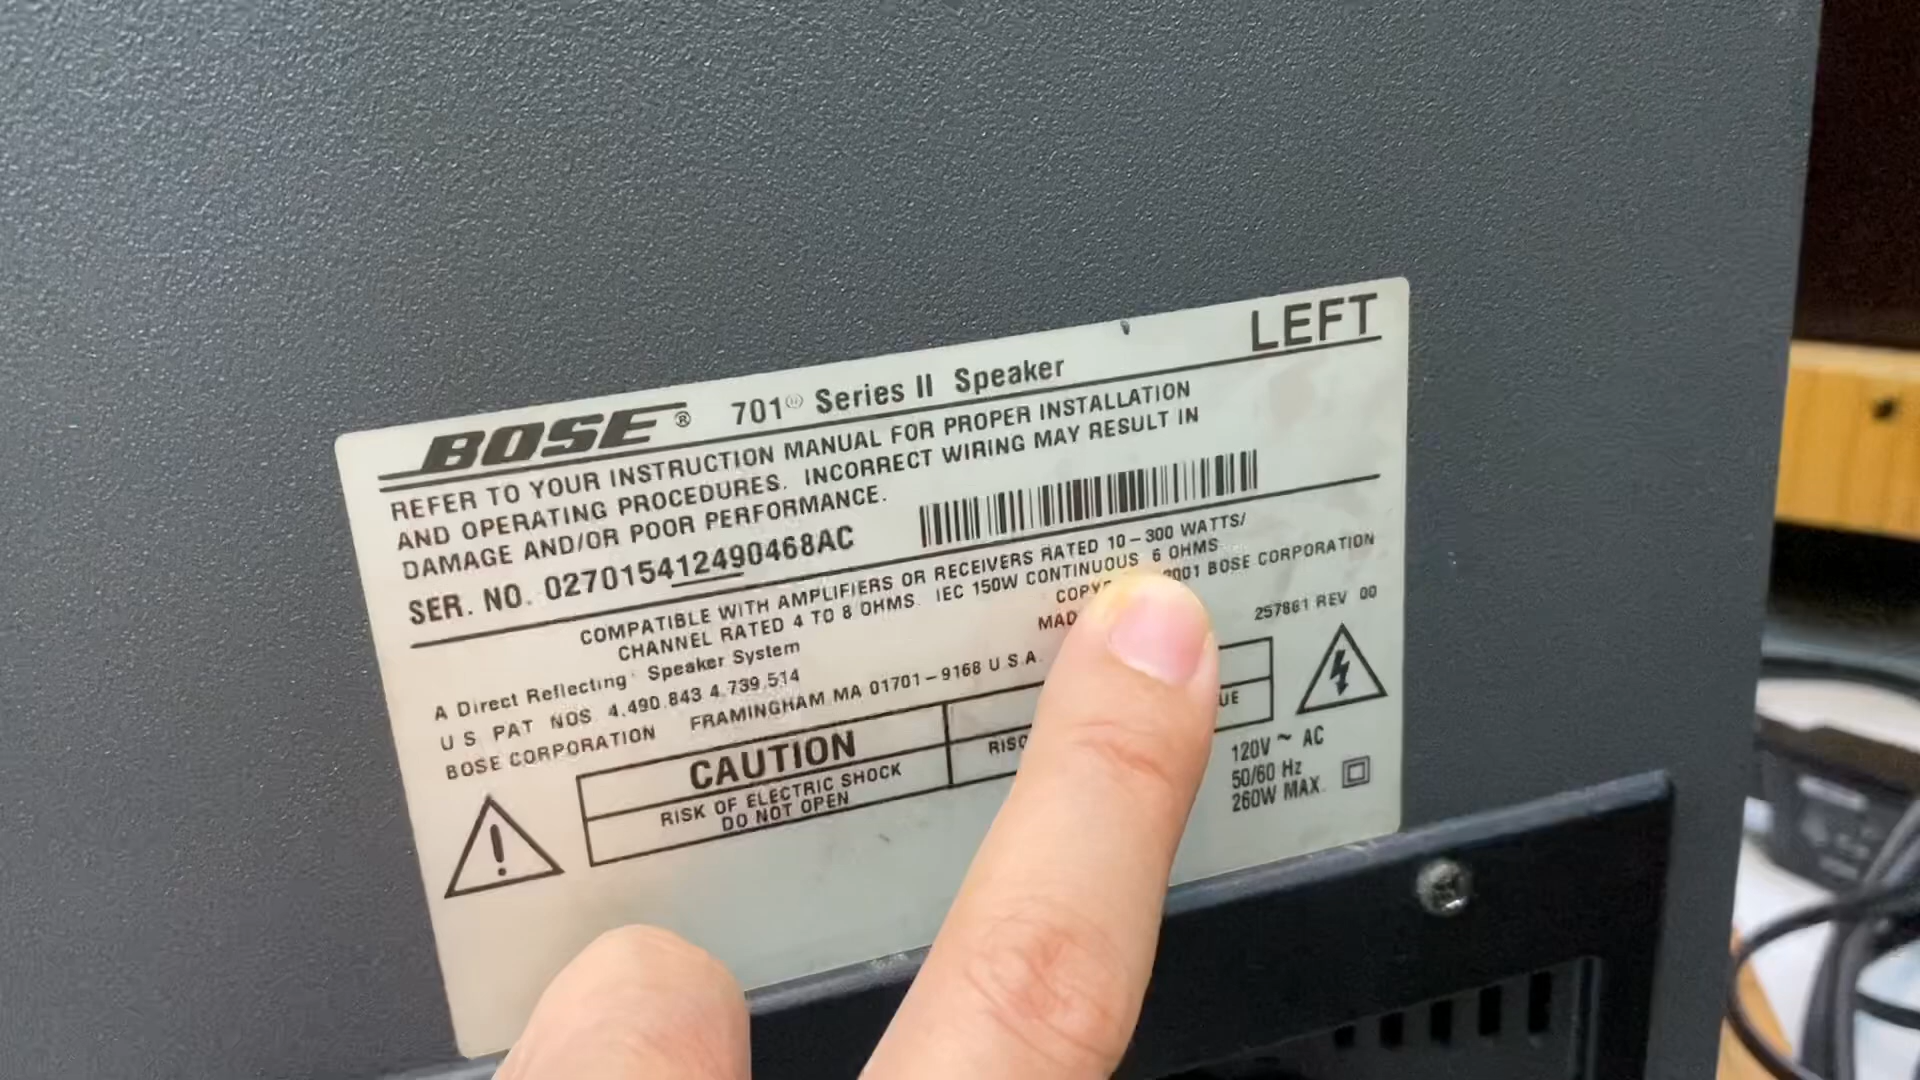 LEFT
BOSE® 701® Series II Speaker
REFER TO YOUR INSTRUCTION MANUAL FOR PROPER INSTALLATION
AND OPERATING PROCEDURES. INCORRECT WIRING MAY RESULT IN
DAMAGE AND/OR POOR PERFORMANCE.
SER. NO. 027015412490468AC
COMPATIBLE WITH AMPLIFIERS OR RECEIVERS RATED 10-300 WATTS/
CHANNEL RATED 4 TO 8 OHMS. IEC 150W CONTINUOUS 6 OHMS
2001 BOSE CORPORATION
257861 REV 00
A Direct Reflecting® Speaker System
U S PAT NOS 4,490,843 4,739,514
BOSE CORPORATION FRAMINGHAM MA 01701-9168 U S A.
CAUTION
RISK OF ELECTRIC SHOCK
DO NOT OPEN
120V ~ AC
50/60 Hz
260W MAX.